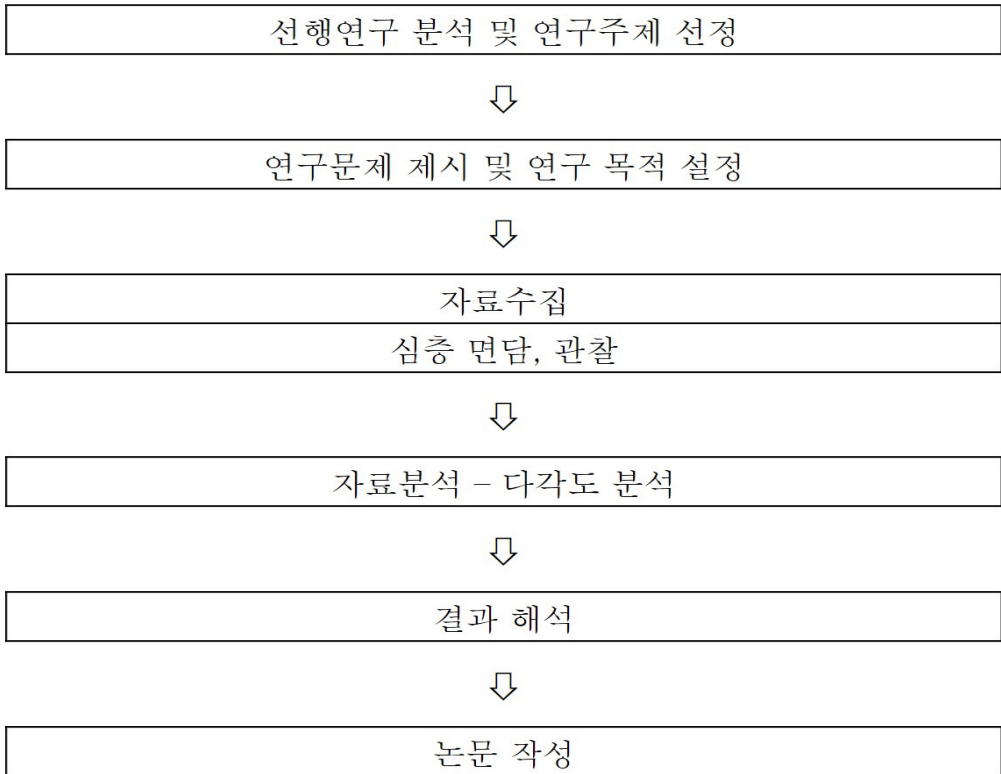 선행연구 분석 및 연구주제 선정
⇩
연구문제 제시 및 연구 목적 설정
⇩
자료수집
심층 면담, 관찰
⇩
자료분석 – 다각도 분석
⇩
결과 해석
⇩
논문 작성